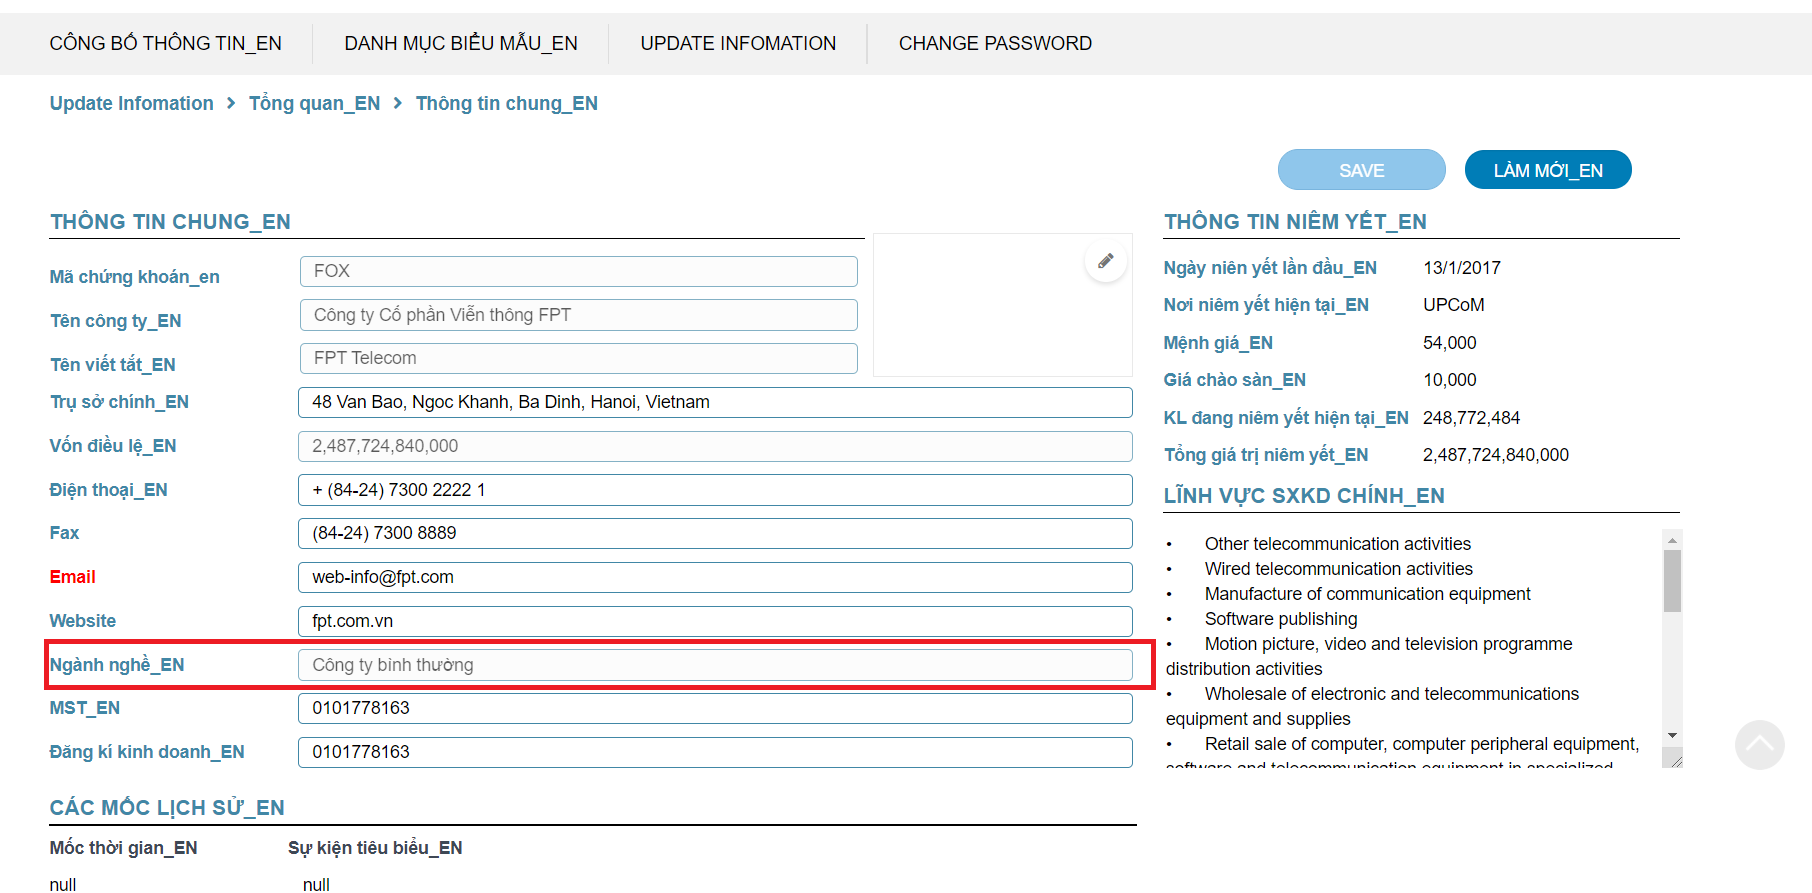 CÔNG BỐ THÔNG TIN_EN
DANH MỤC BIỂU MẪU_EN
UPDATE INFOMATION
CHANGE PASSWORD
Update Infomation > Tổng quan_EN > Thông tin chung_EN
SAVE
LÀM MỚI_EN
THÔNG TIN CHUNG_EN
Mã chứng khoán_en
FOX
Tên công ty_EN
Công ty Cổ phần Viễn thông FPT
Tên viết tắt_EN
FPT Telecom
Trụ sở chính_EN
48 Van Bao, Ngoc Khanh, Ba Dinh, Hanoi, Vietnam
Vốn điều lệ_EN
2,487,724,840,000
Điện thoại_EN
+ (84-24) 7300 2222 1
Fax
(84-24) 7300 8889
Email
web-info@fpt.com
Website
fpt.com.vn
Ngành nghề_EN
Công ty bình thường
MST_EN
0101778163
Đăng kí kinh doanh_EN
0101778163
THÔNG TIN NIÊM YẾT_EN
Ngày niên yết lần đầu_EN
13/1/2017
Nơi niêm yết hiện tại_EN
UPCoM
Mệnh giá_EN
54,000
Giá chào sàn_EN
10,000
KL đang niêm yết hiện tại_EN
248,772,484
Tổng giá trị niêm yết_EN
2,487,724,840,000
LĨNH VỰC SXKD CHÍNH_EN
• Other telecommunication activities
• Wired telecommunication activities
• Manufacture of communication equipment
• Software publishing
• Motion picture, video and television programme
distribution activities
• Wholesale of electronic and telecommunications
equipment and supplies
• Retail sale of computer, computer peripheral equipment,
software and telecommunication equipment in specialized
CÁC MỐC LỊCH SỬ_EN
Mốc thời gian_EN
Sự kiện tiêu biểu_EN
null
null